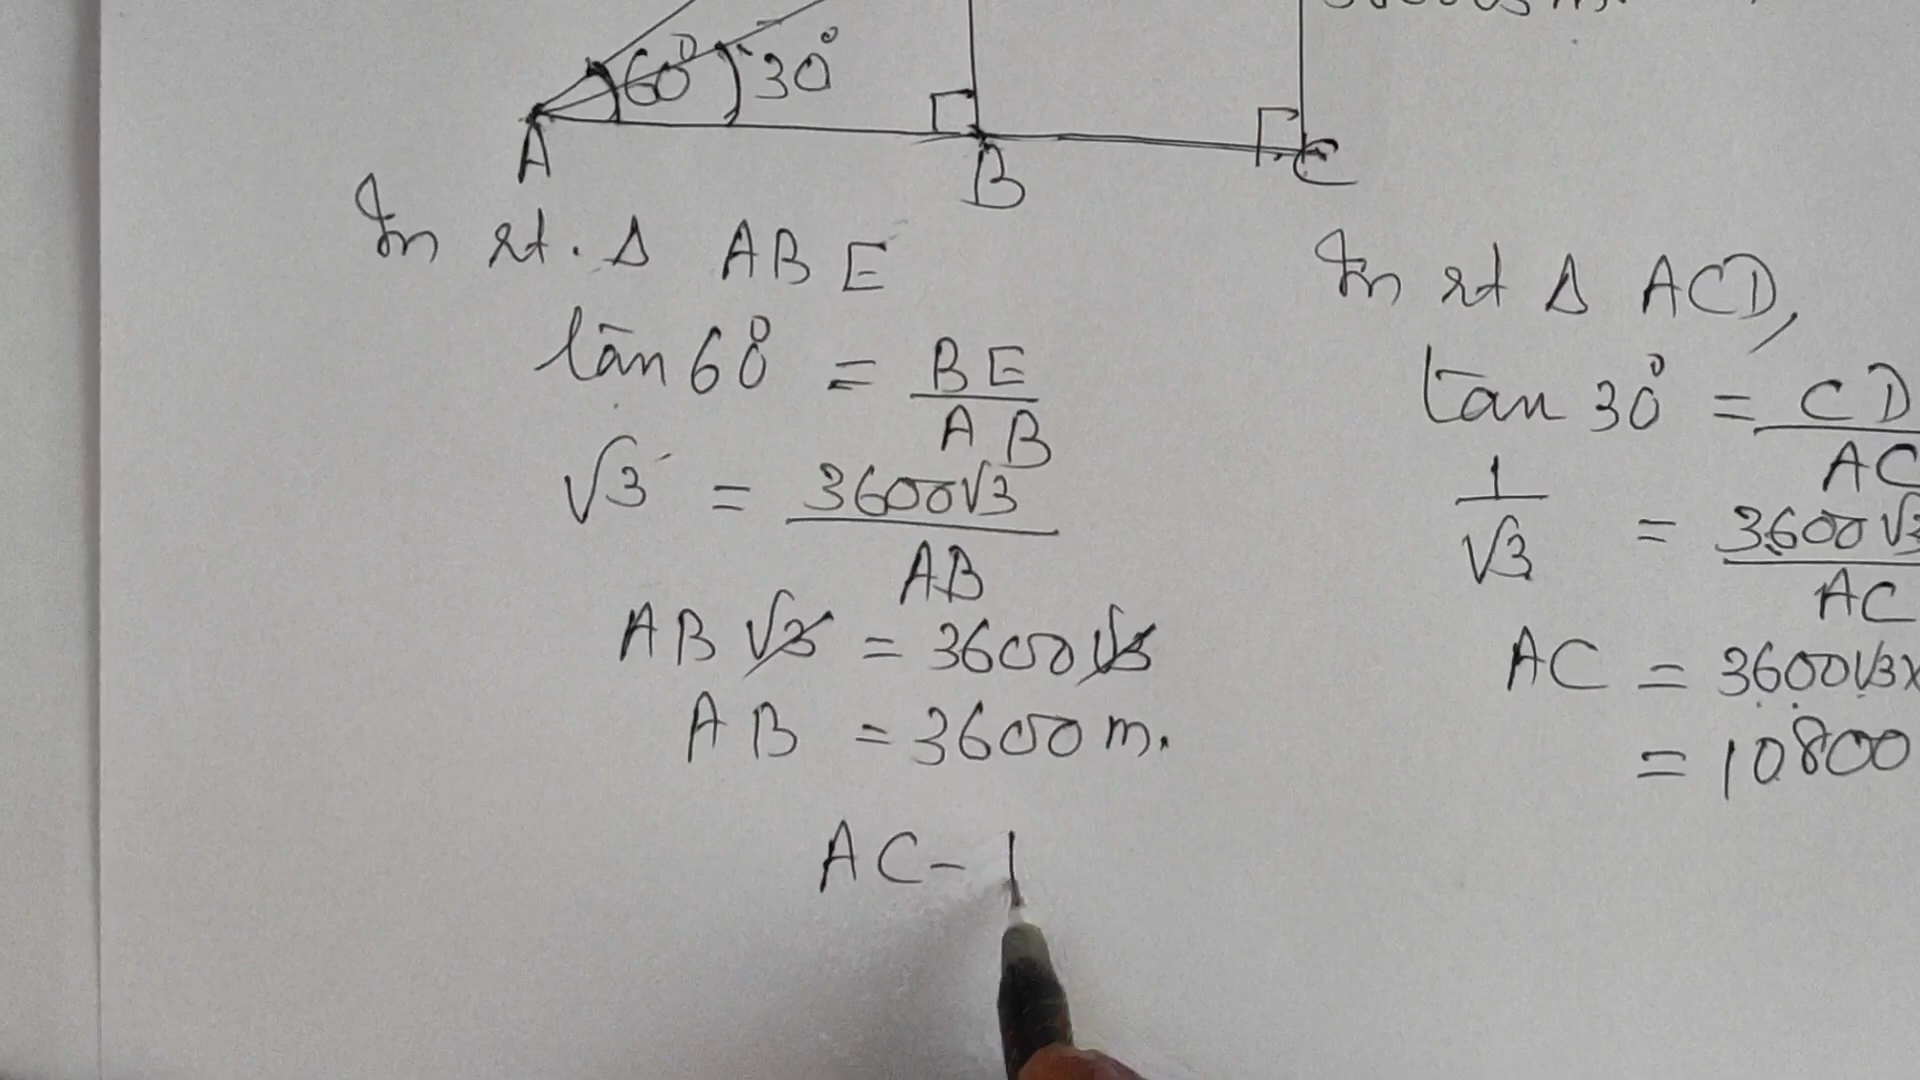 60° 30°
A
B
C
In rt. Δ ABE
tan 60° = BE/AB
√3 = 3600√3/AB
AB √3 = 3600√3
AB = 3600 m.
AC -
In rt Δ ACD,
tan 30° = CD/AC
1/√3 = 3600√3/AC
AC = 3600√3×
= 10800